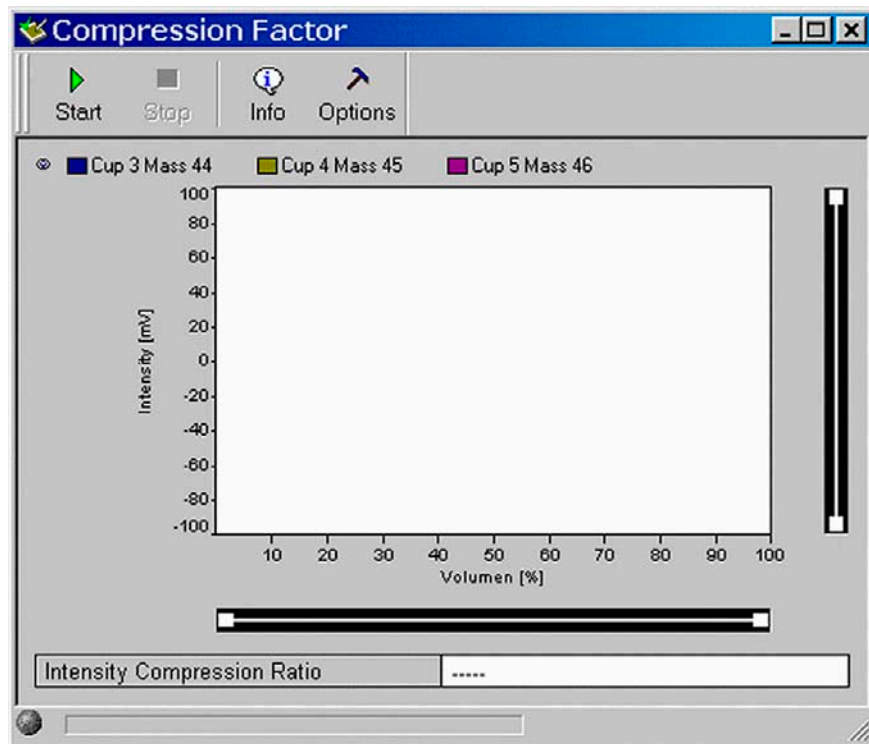 Compression Factor
Start Stop Info Options
Cup 3 Mass 44 Cup 4 Mass 45 Cup 5 Mass 46
100
80
60
40
20
0
-20
-40
-60
-80
-100
Intensity [mV]
10 20 30 40 50 60 70 80 90 100
Volumen [%]
Intensity Compression Ratio -----